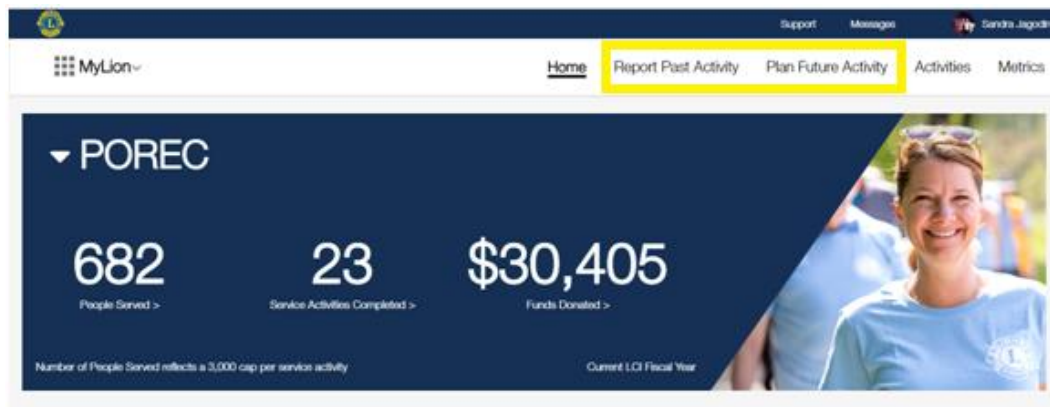 Support Messages Sandra Jagodin
MyLion
Home Report Past Activity Plan Future Activity Activities Metrics
POREC
682 23 $30,405
People Served > Service Activities Completed > Funds Donated >
Number of People Served reflects a 3,000 cap per service activity Current LCI Fiscal Year